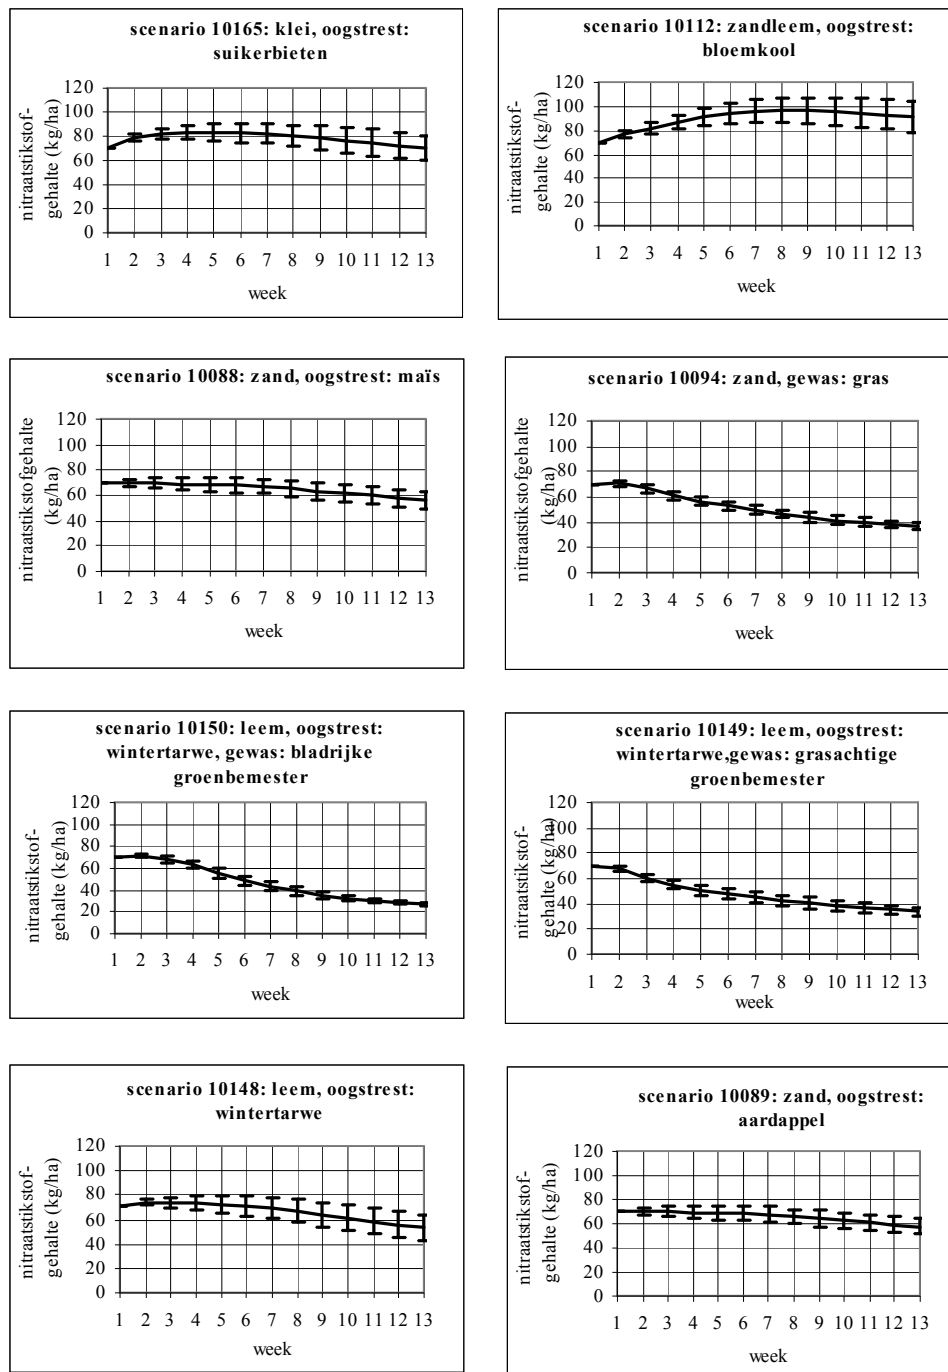 scenario 10165: klei, oogstrest:
suikerbieten
nitraatstikstof-
gehalte (kg/ha)
120
100
80
60
40
20
0
1 2 3 4 5 6 7 8 9 10 11 12 13
week
scenario 10112: zandleem, oogstrest:
bloemkool
nitraatstikstof-
gehalte (kg/ha)
120
100
80
60
40
20
0
1 2 3 4 5 6 7 8 9 10 11 12 13
week
scenario 10088: zand, oogstrest: maïs
nitraatstikstofgehalte
(kg/ha)
120
100
80
60
40
20
0
1 2 3 4 5 6 7 8 9 10 11 12 13
week
scenario 10094: zand, gewas: gras
nitraatstikstofgehalte
(kg/ha)
120
100
80
60
40
20
0
1 2 3 4 5 6 7 8 9 10 11 12 13
week
scenario 10150: leem, oogstrest:
wintertarwe, gewas: bladrijke
groenbemester
nitraatstikstof-
gehalte (kg/ha)
120
100
80
60
40
20
0
1 2 3 4 5 6 7 8 9 10 11 12 13
week
scenario 10149: leem, oogstrest:
wintertarwe,gewas: grasachtige
groenbemester
nitraatstikstof-
gehalte (kg/ha)
120
100
80
60
40
20
0
1 2 3 4 5 6 7 8 9 10 11 12 13
week
scenario 10148: leem, oogstrest:
wintertarwe
nitraatstikstof-
gehalte (kg/ha)
120
100
80
60
40
20
0
1 2 3 4 5 6 7 8 9 10 11 12 13
week
scenario 10089: zand, oogstrest:
aardappel
nitraatstikstof-
gehalte (kg/ha)
120
100
80
60
40
20
0
1 2 3 4 5 6 7 8 9 10 11 12 13
week